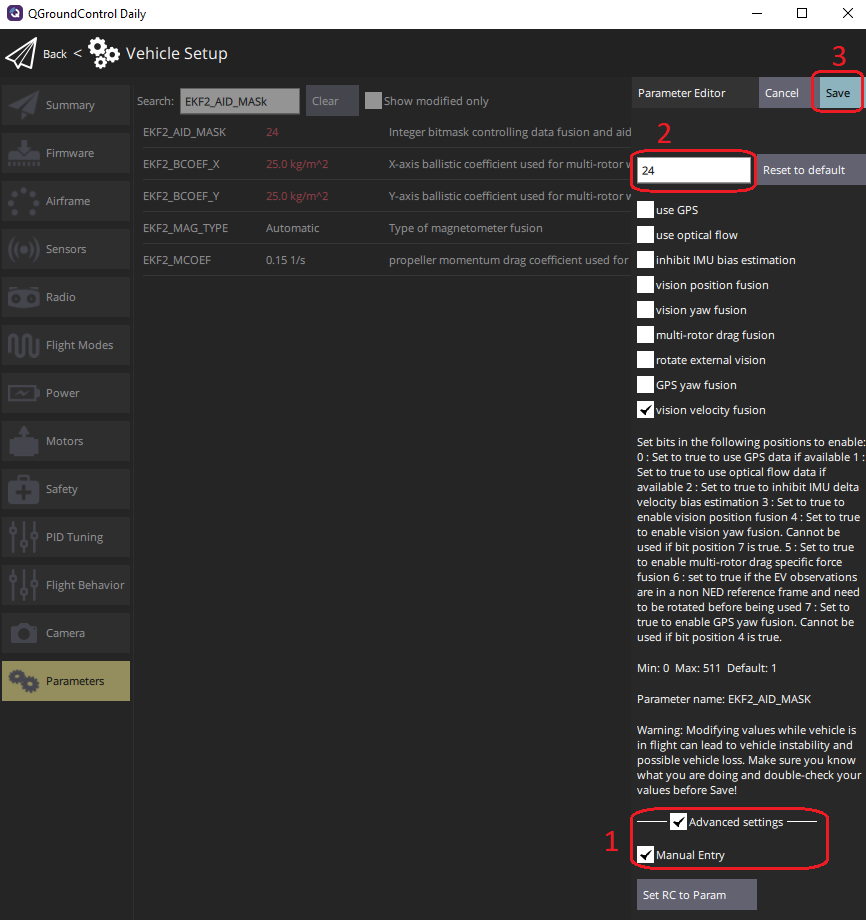 QGroundControl Daily
Back < Vehicle Setup
3
Summary
Firmware
Airframe
Sensors
Radio
Flight Modes
Power
Motors
Safety
PID Tuning
Flight Behavior
Camera
Parameters
Search: EKF2_AID_MASk Clear Show modified only
EKF2_AID_MASK 24 Integer bitmask controlling data fusion and aid
EKF2_BCOEF_X 25.0 kg/m^2 X-axis ballistic coefficient used for multi-rotor w
EKF2_BCOEF_Y 25.0 kg/m^2 Y-axis ballistic coefficient used for multi-rotor w
EKF2_MAG_TYPE Automatic Type of magnetometer fusion
EKF2_MCOEF 0.15 1/s propeller momentum drag coefficient used for
Parameter Editor Cancel Save
2
24 Reset to default
use GPS
use optical flow
inhibit IMU bias estimation
vision position fusion
vision yaw fusion
multi-rotor drag fusion
rotate external vision
GPS yaw fusion
vision velocity fusion
Set bits in the following positions to enable:
0 : Set to true to use GPS data if available 1 :
Set to true to use optical flow data if
available 2 : Set to true to inhibit IMU delta
velocity bias estimation 3 : Set to true to
enable vision position fusion 4 : Set to true
to enable vision yaw fusion. Cannot be
used if bit position 7 is true. 5 : Set to true
to enable multi-rotor drag specific force
fusion 6 : set to true if the EV observations
are in a non NED reference frame and need
to be rotated before being used 7 : Set to
true to enable GPS yaw fusion. Cannot be
used if bit position 4 is true.
Min: 0 Max: 511 Default: 1
Parameter name: EKF2_AID_MASK
Warning: Modifying values while vehicle is
in flight can lead to vehicle instability and
possible vehicle loss. Make sure you know
what you are doing and double-check your
values before Save!
Advanced settings
1
Manual Entry
Set RC to Param